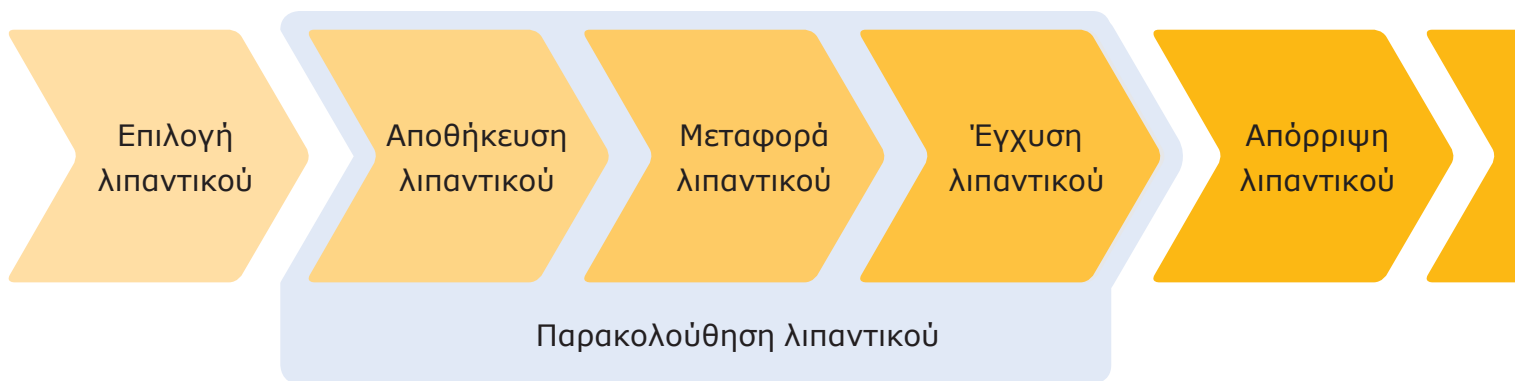 Επιλογή
λιπαντικού
Αποθήκευση
λιπαντικού
Μεταφορά
λιπαντικού
Έγχυση
λιπαντικού
Απόρριψη
λιπαντικού
Παρακολούθηση λιπαντικού